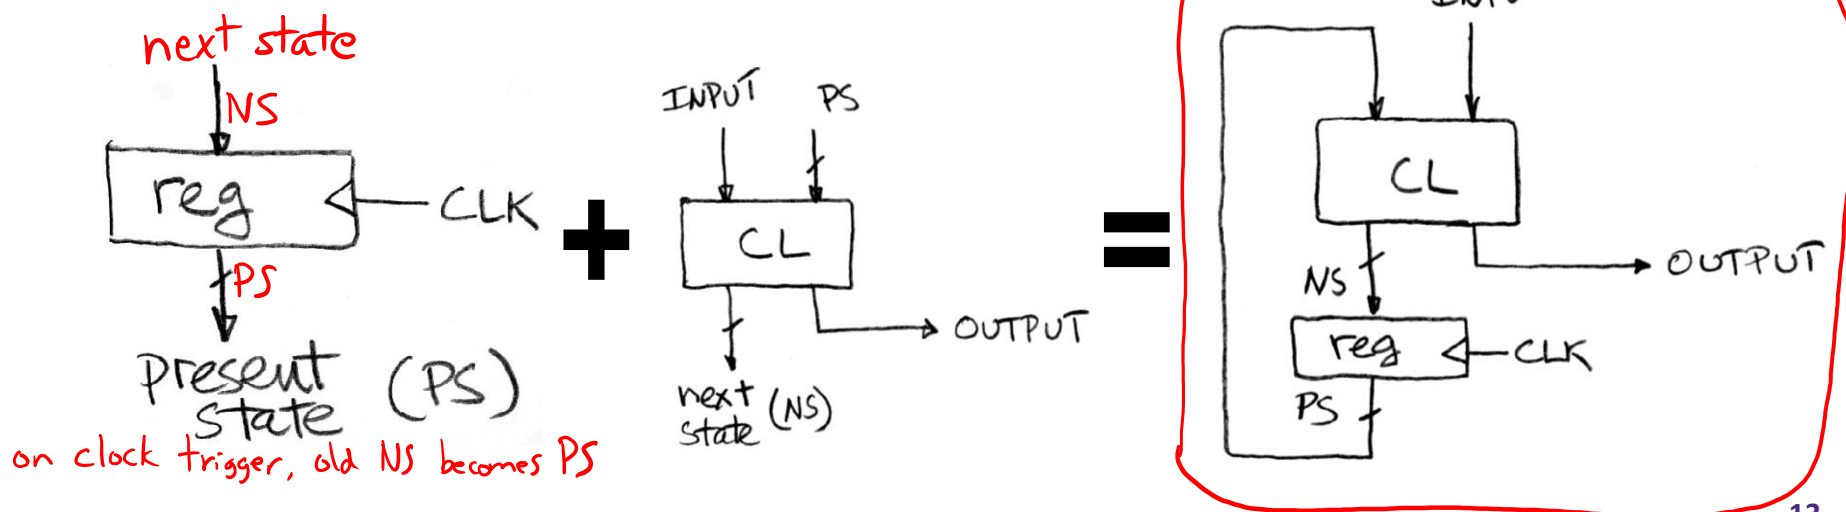 next state
NS
reg
CLK
PS
present
state
(PS)
on clock trigger, old NS becomes PS
+
INPUT
PS
CL
OUTPUT
next
state
(NS)
=
CL
OUTPUT
NS
reg
CLK
PS